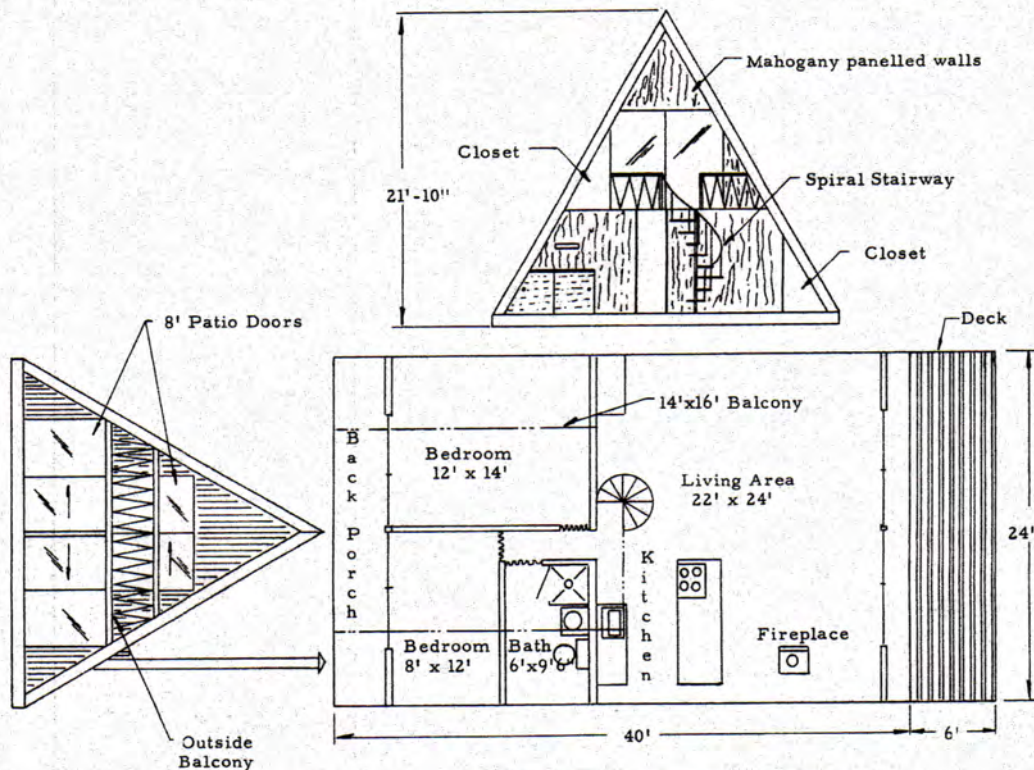 Mahogany panelled walls
Closet
21'-10"
Spiral Stairway
Closet
Deck
8' Patio Doors
14'x16' Balcony
Back Porch
Bedroom
12' x 14'
Living Area
22' x 24'
24'
Kitchen
Fireplace
Bedroom
8' x 12'
Bath
6'x9'6"
Outside
Balcony
40'
6'